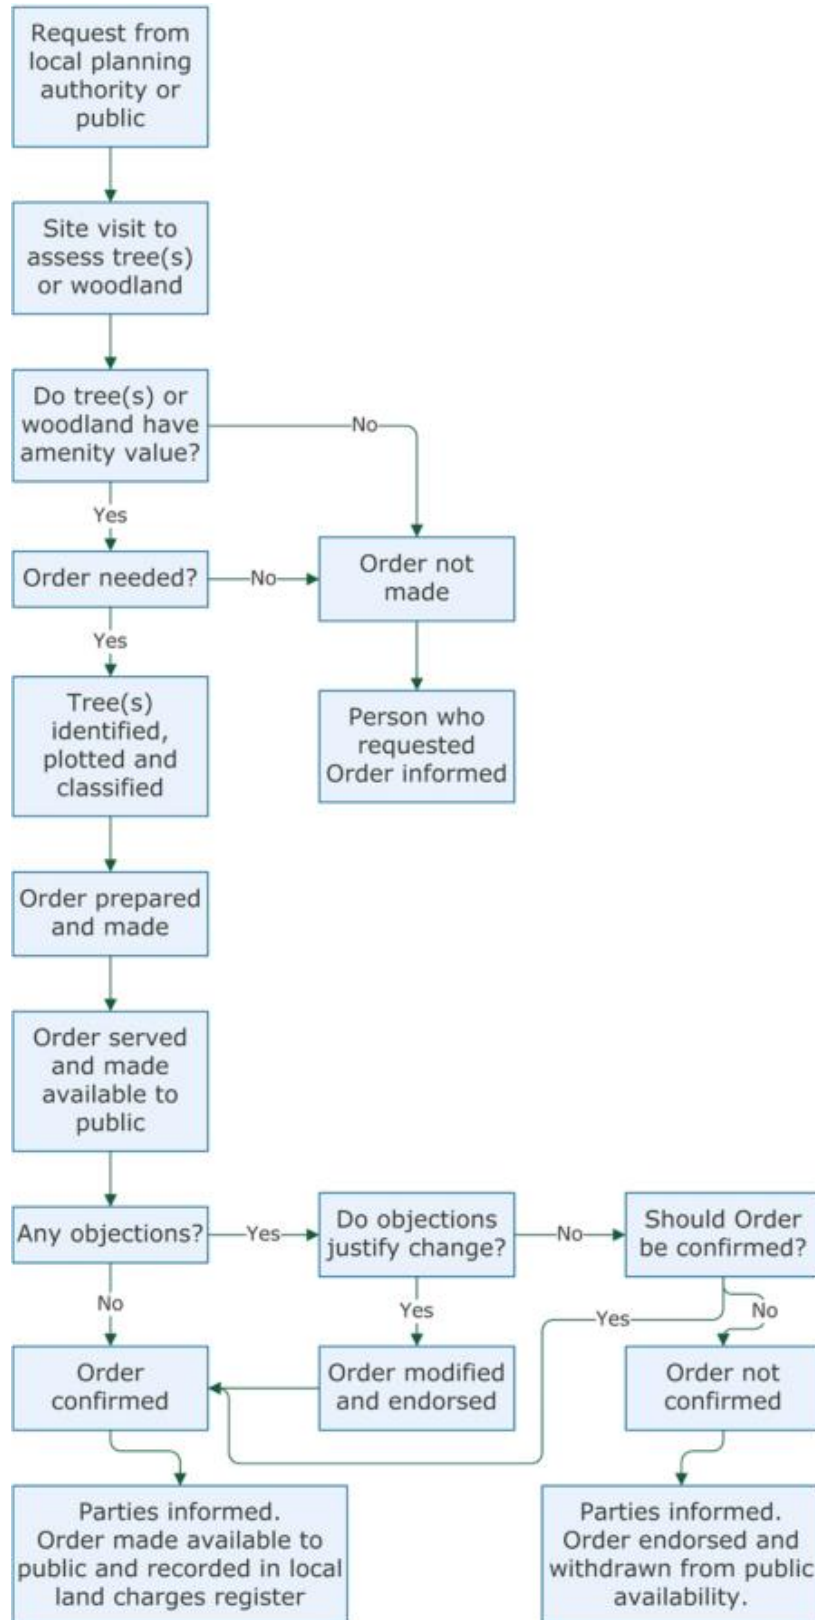 Request from
local planning
authority or
public
Site visit to
assess tree(s)
or woodland
Do tree(s) or
woodland have
amenity value?
No
Yes
Order needed?
No
Order not
made
Yes
Person who
requested
Order informed
Tree(s)
identified,
plotted and
classified
Order prepared
and made
Order served
and made
available to
public
Any objections?
Yes
Do objections
justify change?
No
Should Order
be confirmed?
No
Yes
Yes
No
Order
confirmed
Order modified
and endorsed
Order not
confirmed
Parties informed.
Order made available to
public and recorded in local
land charges register
Parties informed.
Order endorsed and
withdrawn from public
availability.